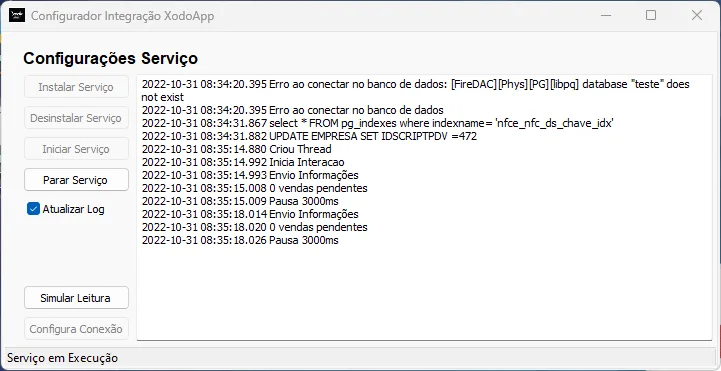 Configurador Integração XodoApp
Configurações Serviço
Instalar Serviço
Desinstalar Serviço
Iniciar Serviço
Parar Serviço
Atualizar Log
Simular Leitura
Configura Conexão
2022-10-31 08:34:20.395 Erro ao conectar no banco de dados: [FireDAC][Phys][PG][libpq] database "teste" does
not exist
2022-10-31 08:34:20.395 Erro ao conectar no banco de dados
2022-10-31 08:34:31.867 select * FROM pg_indexes where indexname= 'nfce_nfc_ds_chave_idx'
2022-10-31 08:34:31.882 UPDATE EMPRESA SET IDSCRIPTPDV =472
2022-10-31 08:35:14.880 Criou Thread
2022-10-31 08:35:14.992 Inicia Interacao
2022-10-31 08:35:14.993 Envio Informações
2022-10-31 08:35:15.008 0 vendas pendentes
2022-10-31 08:35:15.009 Pausa 3000ms
2022-10-31 08:35:18.014 Envio Informações
2022-10-31 08:35:18.020 0 vendas pendentes
2022-10-31 08:35:18.026 Pausa 3000ms
Serviço em Execução